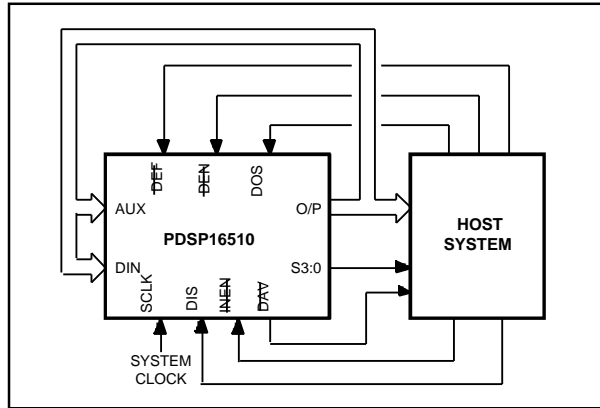 DEF
DEN
DOS
AUX
O/P
PDSP16510
HOST
SYSTEM
DIN
S3:0
SCLK
DIS
INEN
DAV
SYSTEM
CLOCK